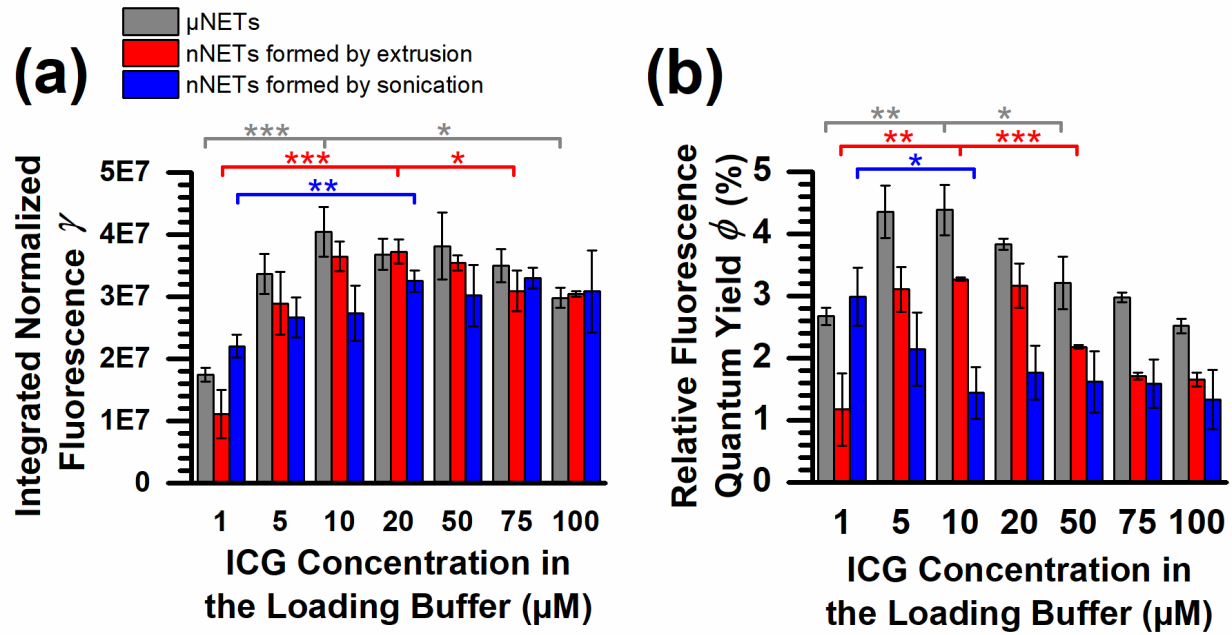 µNETs
nNETs formed by extrusion
nNETs formed by sonication
(a)
*** *
*** *
**
Integrated Normalized
Fluorescence γ
5E7
4E7
3E7
2E7
1E7
0
1 5 10 20 50 75 100
ICG Concentration in
the Loading Buffer (µM)
(b)
** *
** ***
*
Relative Fluorescence
Quantum Yield ϕ (%)
5
4
3
2
1
0
1 5 10 20 50 75 100
ICG Concentration in
the Loading Buffer (µM)